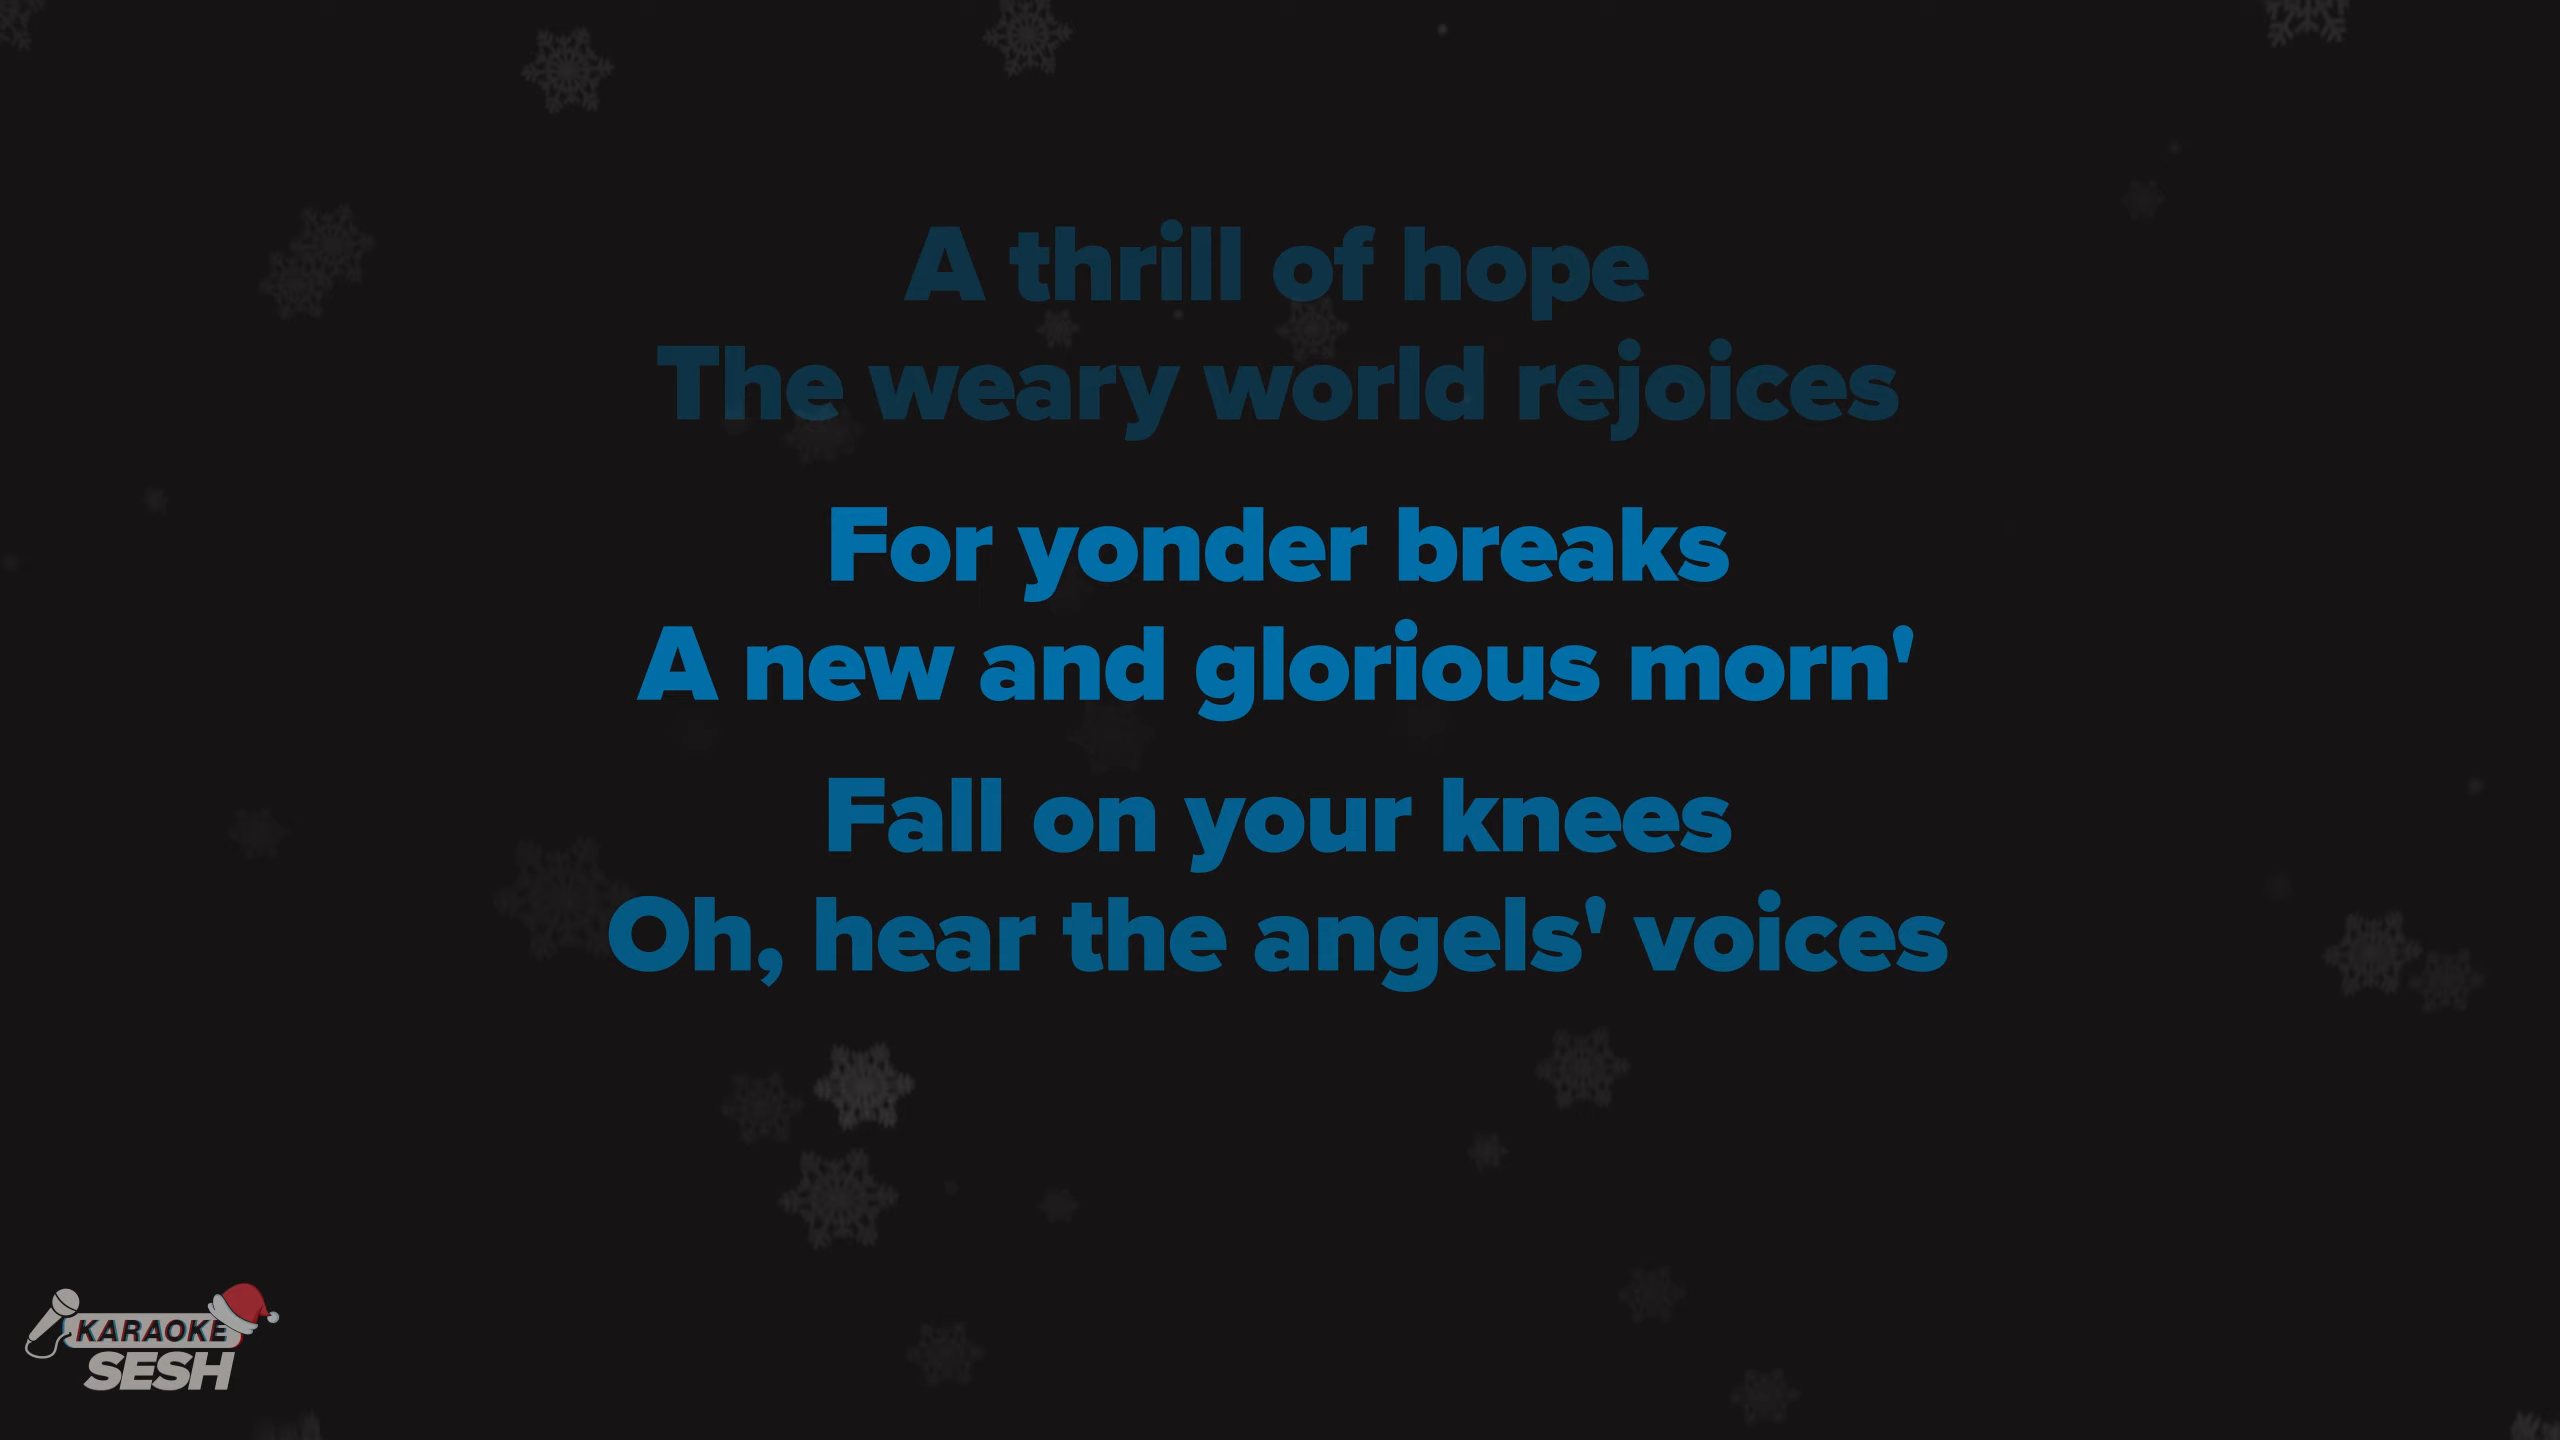 A thrill of hope
The weary world rejoices
For yonder breaks
A new and glorious morn'
Fall on your knees
Oh, hear the angels' voices
KARAOKE
SESH